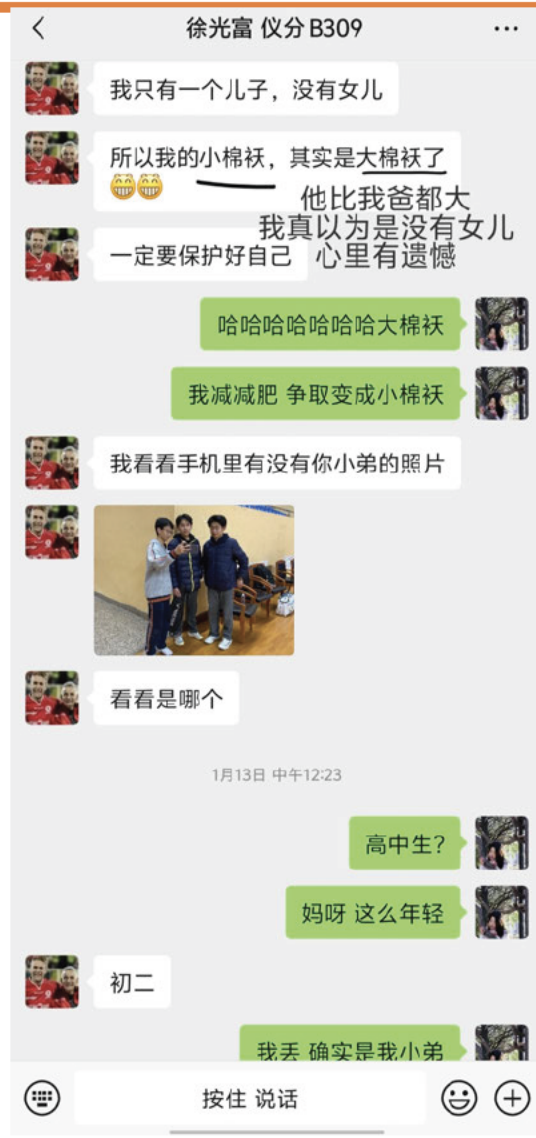 徐光富 仪分B309
我只有一个儿子，没有女儿
所以我的小棉袄，其实是大棉袄了
他比我爸都大
我真以为是没有女儿
心里有遗憾
一定要保护好自己
哈哈哈哈哈哈哈大棉袄
我减减肥 争取变成小棉袄
我看看手机里有没有你小弟的照片
看看是哪个
1月13日 中午12:23
高中生？
妈呀 这么年轻
初二
我丢 确实是我小弟
按住 说话